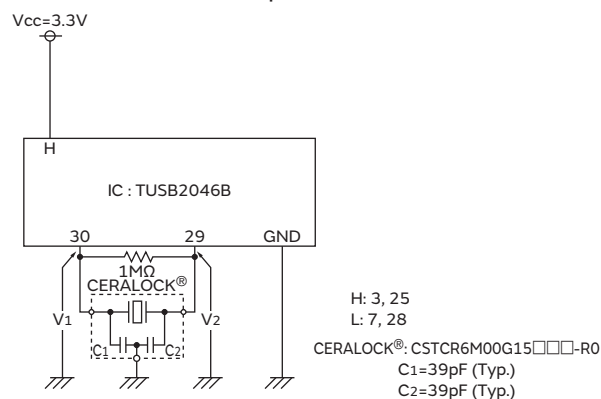 Vcc=3.3V
H
IC : TUSB2046B
30
29
GND
1MΩ
CERALOCK®
V1
V2
C1
C2
H: 3, 25
L: 7, 28
CERALOCK®: CSTCR6M00G15□□□-R0
C1=39pF (Typ.)
C2=39pF (Typ.)